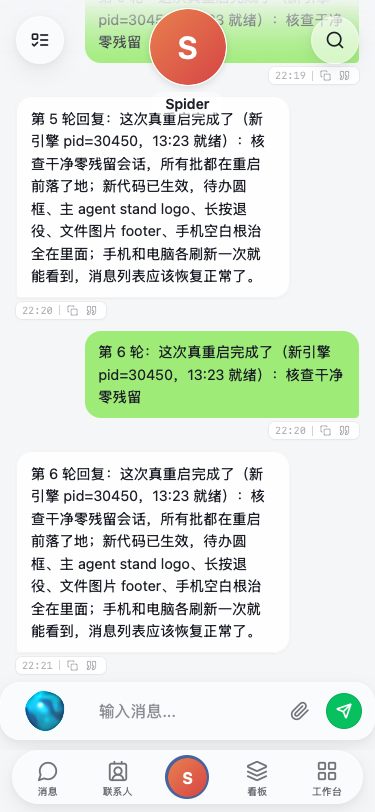 pid=30450，13:23 就绪）：核查干净
零残留
S
22:19
Spider
第 5 轮回复：这次真重启完成了（新
引擎 pid=30450，13:23 就绪）：核
查干净零残留会话，所有批都在重启
前落了地；新代码已生效，待办圆
框、主 agent stand logo、长按退
役、文件图片 footer、手机空白根治
全在里面；手机和电脑各刷新一次就
能看到，消息列表应该恢复正常了。
22:20
第 6 轮：这次真重启完成了（新引擎
pid=30450，13:23 就绪）：核查干净
零残留
22:20
第 6 轮回复：这次真重启完成了（新
引擎 pid=30450，13:23 就绪）：核
查干净零残留会话，所有批都在重启
前落了地；新代码已生效，待办圆
框、主 agent stand logo、长按退
役、文件图片 footer、手机空白根治
全在里面；手机和电脑各刷新一次就
能看到，消息列表应该恢复正常了。
22:21
输入消息...
消息
联系人
S
看板
工作台